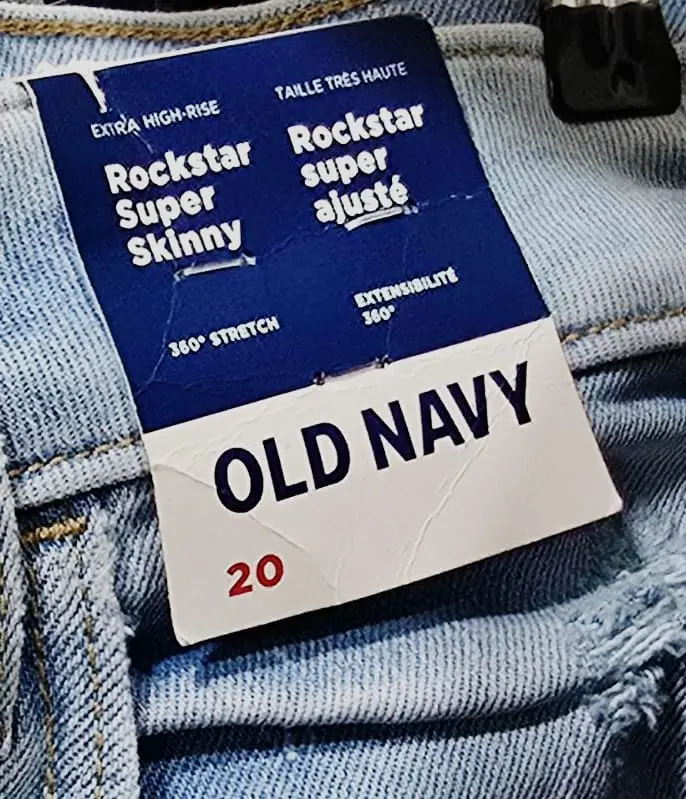 EXTRA HIGH-RISE
Rockstar
Super
Skinny
360° STRETCH
TAILLE TRÈS HAUTE
Rockstar
super
ajusté
EXTENSIBILITÉ
360°
OLD NAVY
20